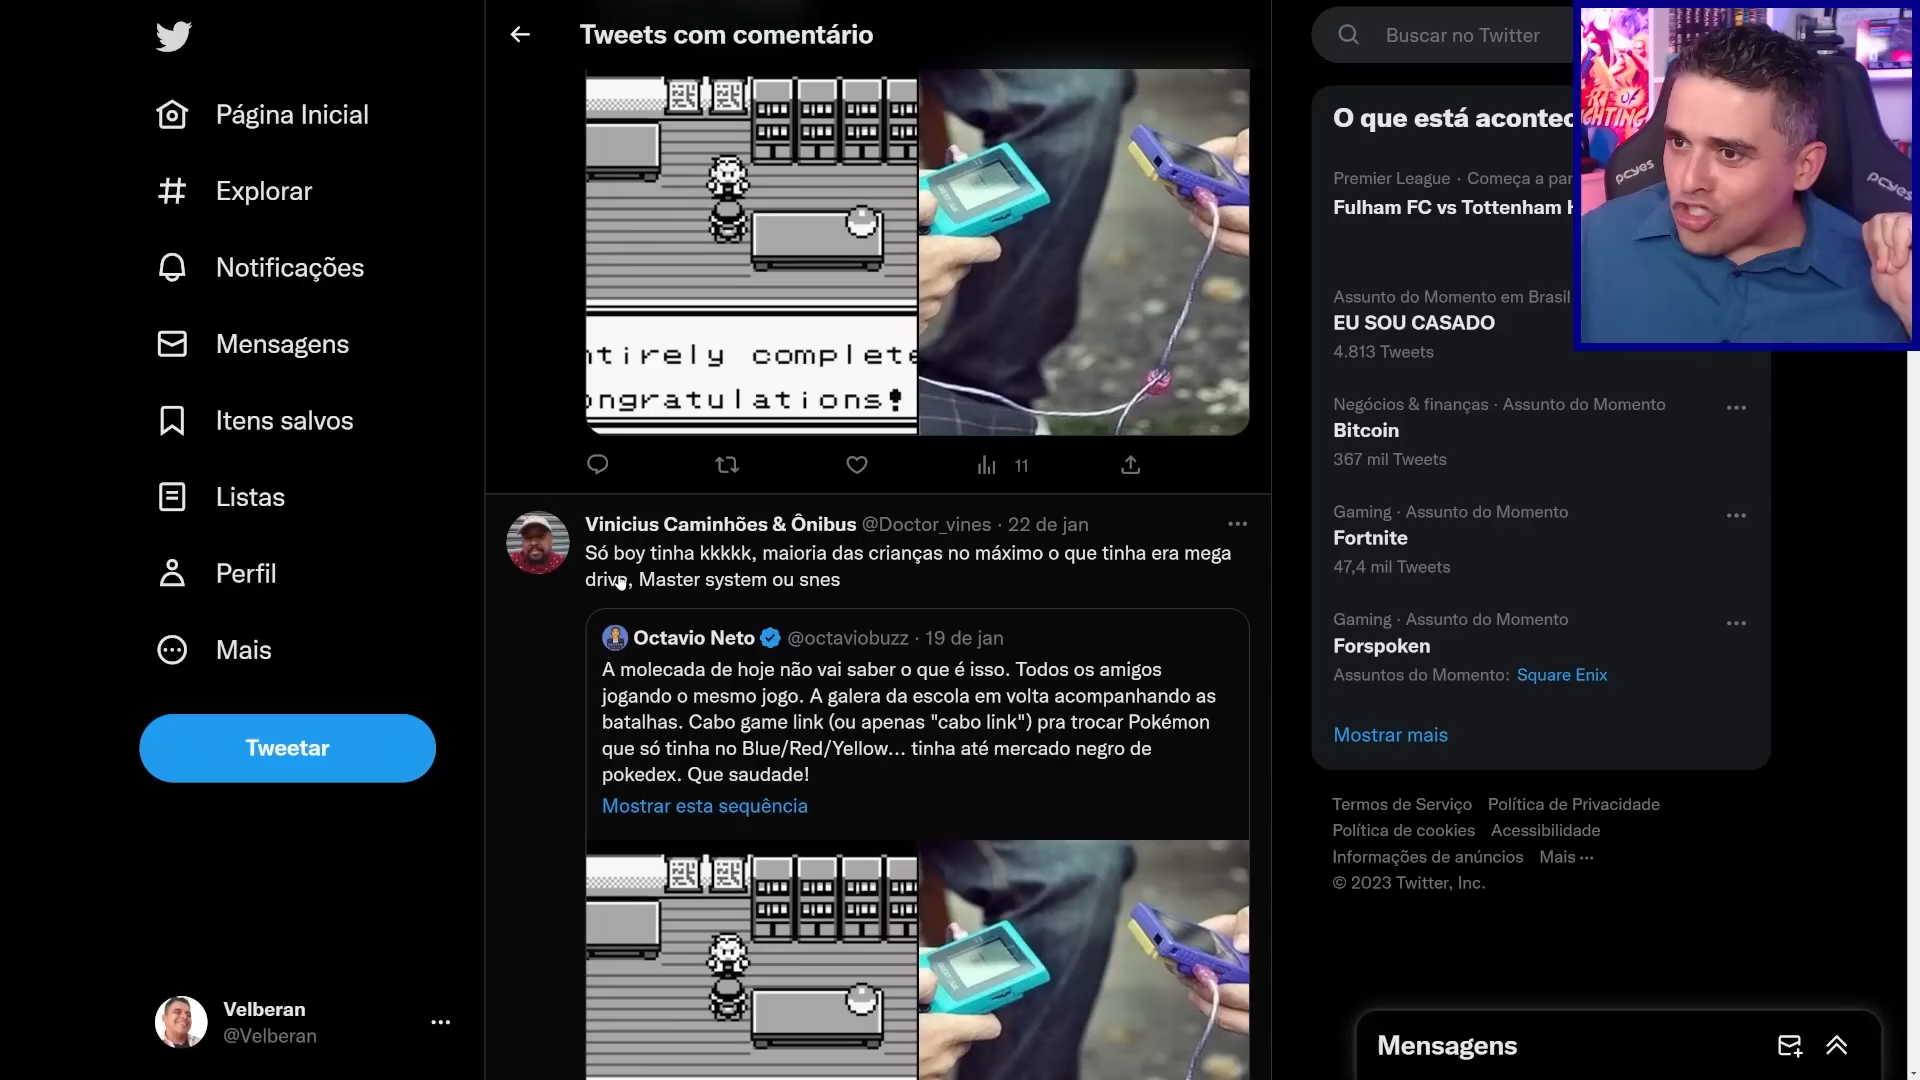 Página Inicial
Explorar
Notificações
Mensagens
Itens salvos
Listas
Perfil
Mais
Tweetar
Velberan
@Velberan
Tweets com comentário
ntirely complete
ongratulations!
11
Vinicius Caminhões & Ônibus @Doctor_vines · 22 de jan
Só boy tinha kkkkk, maioria das crianças no máximo o que tinha era mega
drive, Master system ou snes
Octavio Neto @octaviobuzz · 19 de jan
A molecada de hoje não vai saber o que é isso. Todos os amigos
jogando o mesmo jogo. A galera da escola em volta acompanhando as
batalhas. Cabo game link (ou apenas "cabo link") pra trocar Pokémon
que só tinha no Blue/Red/Yellow... tinha até mercado negro de
pokedex. Que saudade!
Mostrar esta sequência
Buscar no Twitter
O que está acontec
Premier League · Começa a par
Fulham FC vs Tottenham H
Assunto do Momento em Brasil
EU SOU CASADO
4.813 Tweets
Negócios & finanças · Assunto do Momento
Bitcoin
367 mil Tweets
Gaming · Assunto do Momento
Fortnite
47,4 mil Tweets
Gaming · Assunto do Momento
Forspoken
Assuntos do Momento: Square Enix
Mostrar mais
Termos de Serviço Política de Privacidade
Política de cookies Acessibilidade
Informações de anúncios Mais ···
© 2023 Twitter, Inc.
Mensagens
FIGHTING
pcyes
pcyes